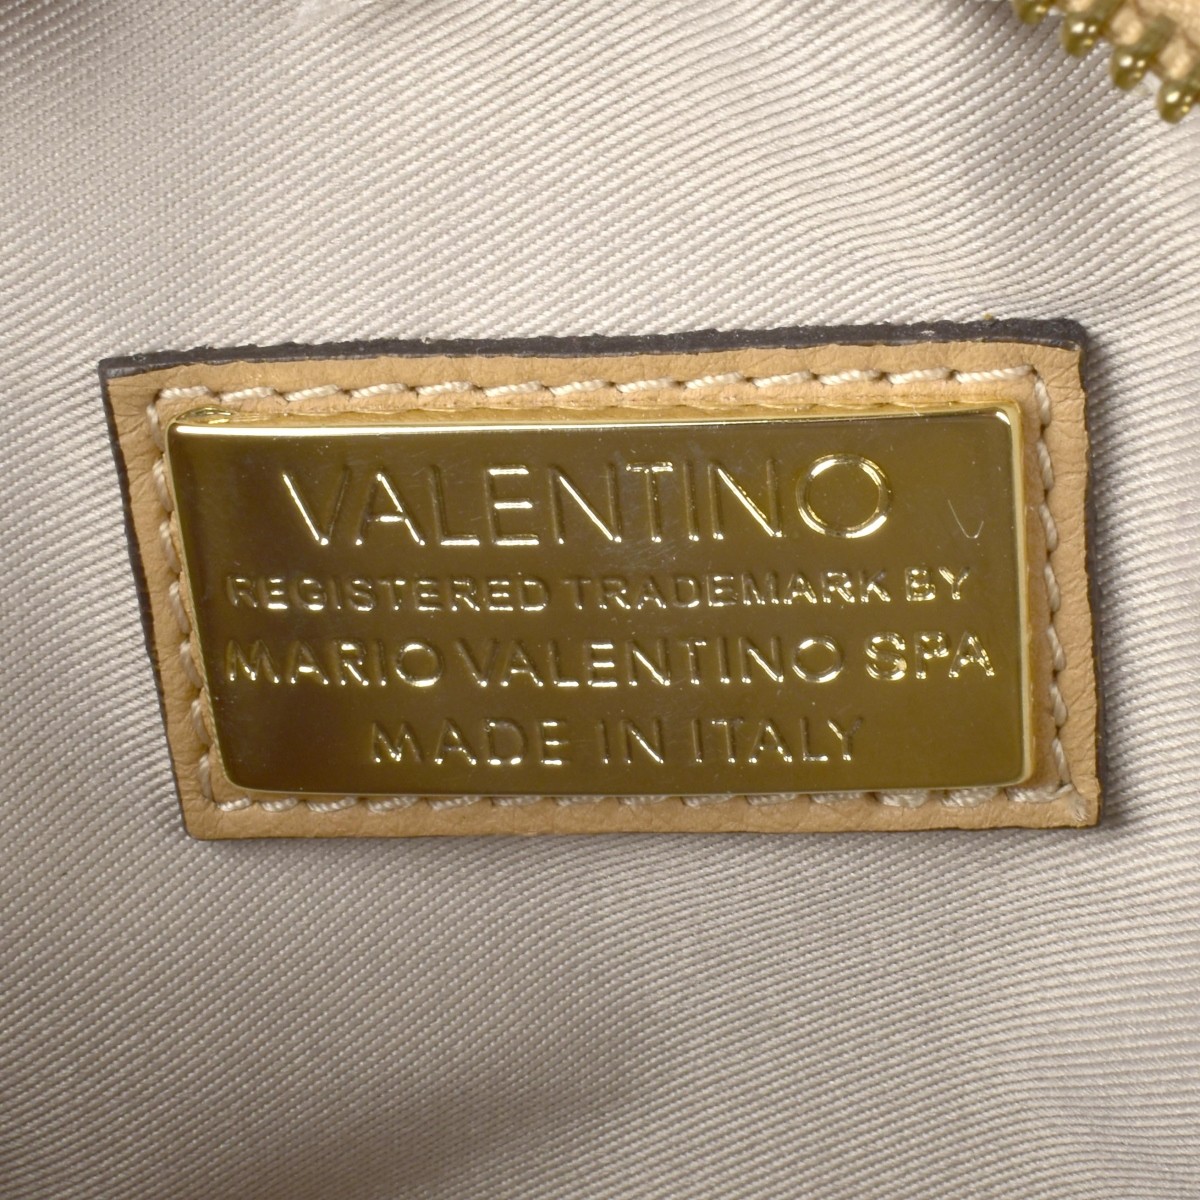 VALENTINO
REGISTERED TRADEMARK BY
MARIO VALENTINO SPA
MADE IN ITALY